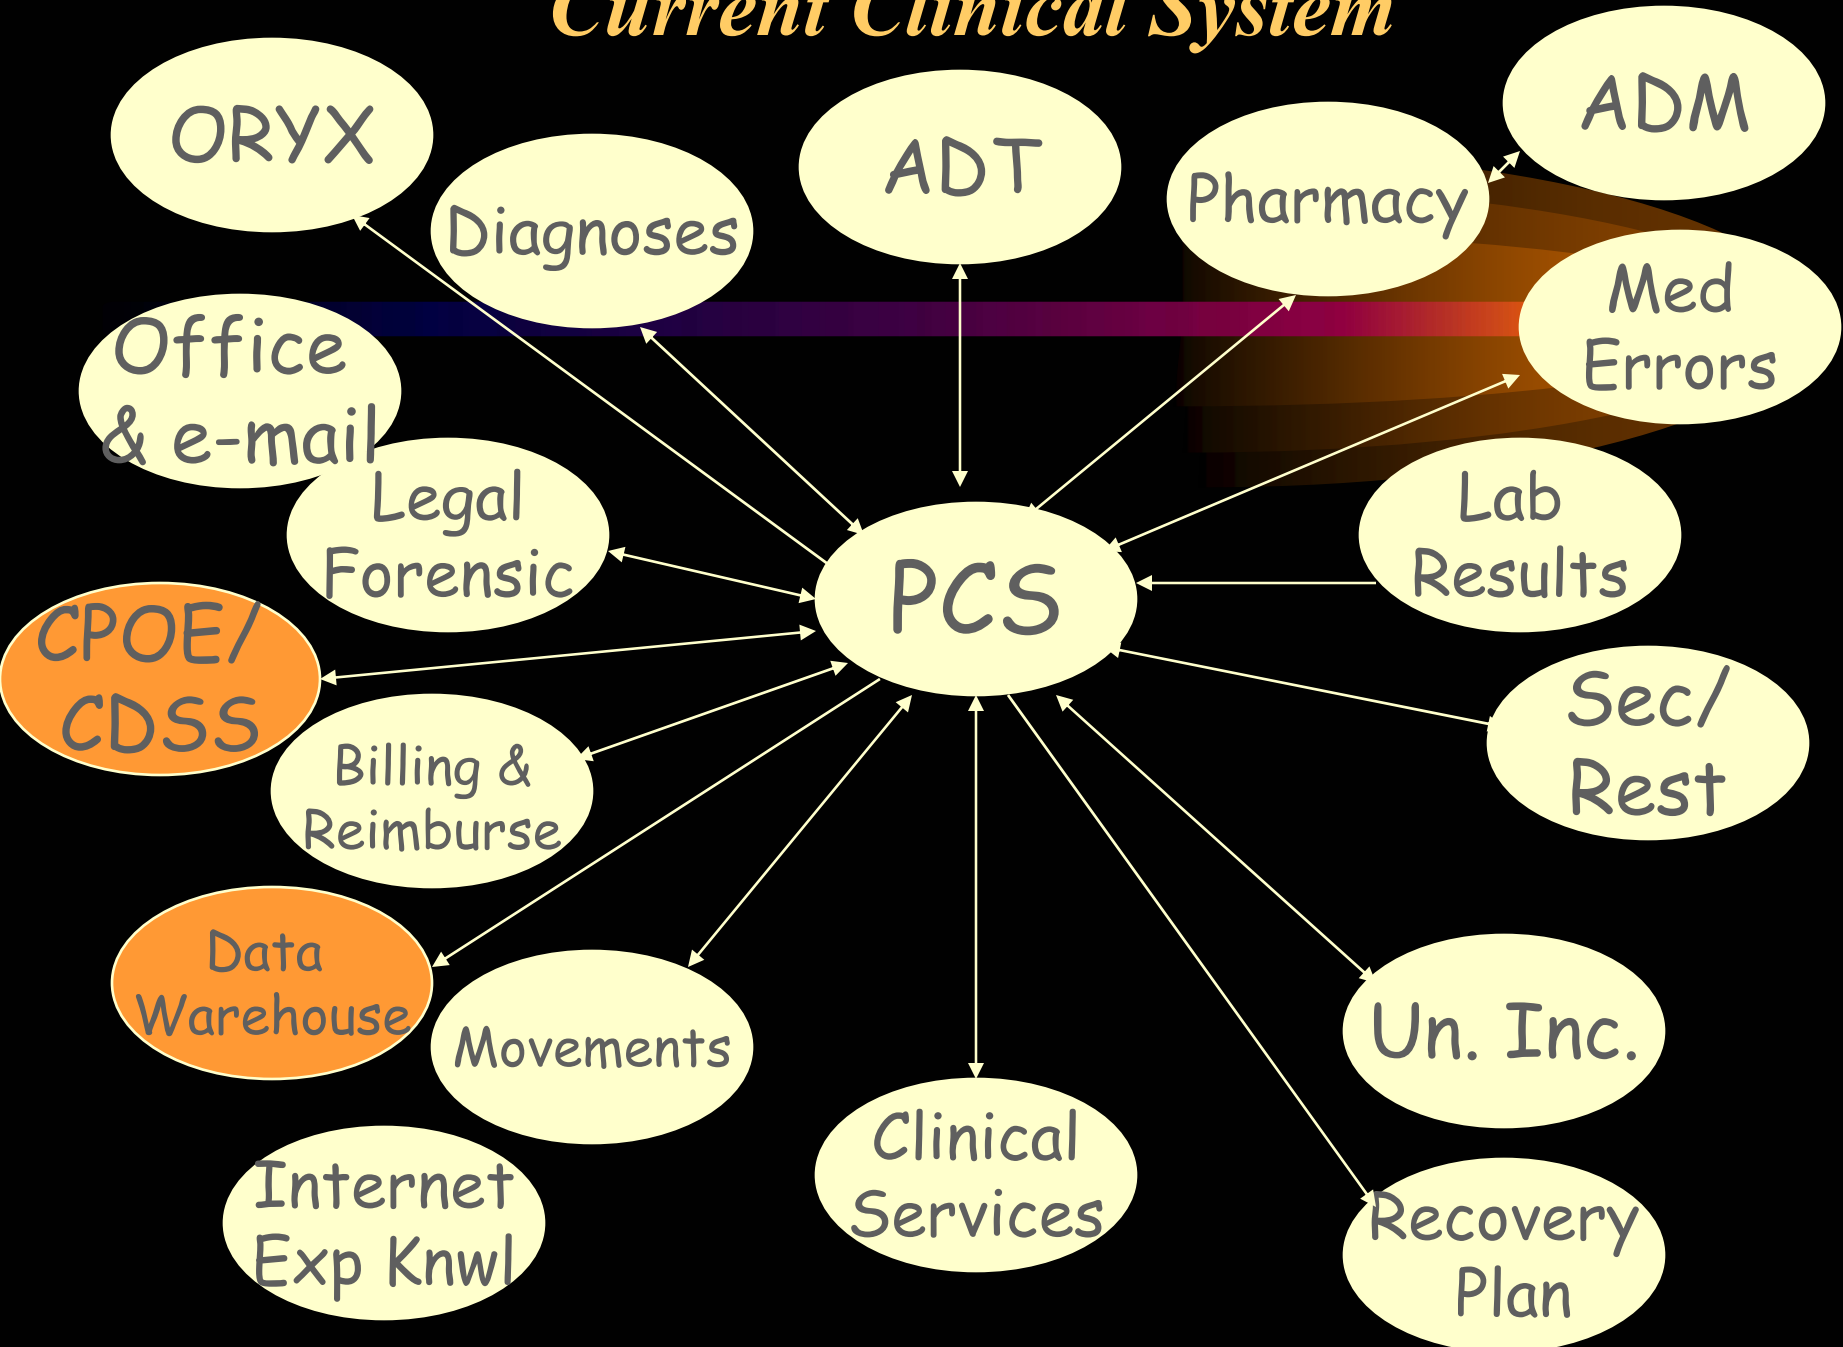 Current Clinical System
ORYX
Diagnoses
ADT
Pharmacy
ADM
Med
Errors
Office
& e-mail
Legal
Forensic
Lab
Results
PCS
CPOE/
CDSS
Sec/
Rest
Billing &
Reimburse
Data
Warehouse
Movements
Un. Inc.
Clinical
Services
Internet
Exp Knwl
Recovery
Plan